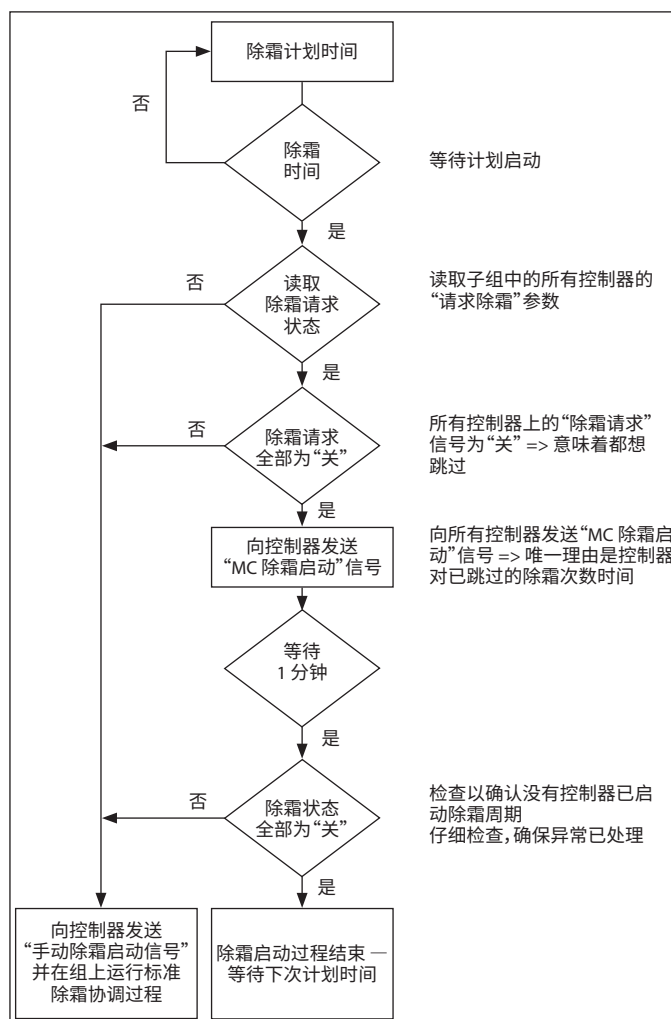 除霜计划时间
否
除霜
时间
等待计划启动
是
否
读取
除霜请求
状态
读取子组中的所有控制器的
“请求除霜”参数
是
否
除霜请求
全部为“关”
所有控制器上的“除霜请求”
信号为“关” => 意味着都想
跳过
是
向控制器发送
“MC 除霜启动”信号
向所有控制器发送“MC 除霜启
动”信号 => 唯一理由是控制器
对已跳过的除霜次数时间
等待
1 分钟
是
否
除霜状态
全部为“关”
检查以确认没有控制器已启
动除霜周期
仔细检查，确保异常已处理
是
向控制器发送
“手动除霜启动信号”
并在组上运行标准
除霜协调过程
除霜启动过程结束 —
等待下次计划时间